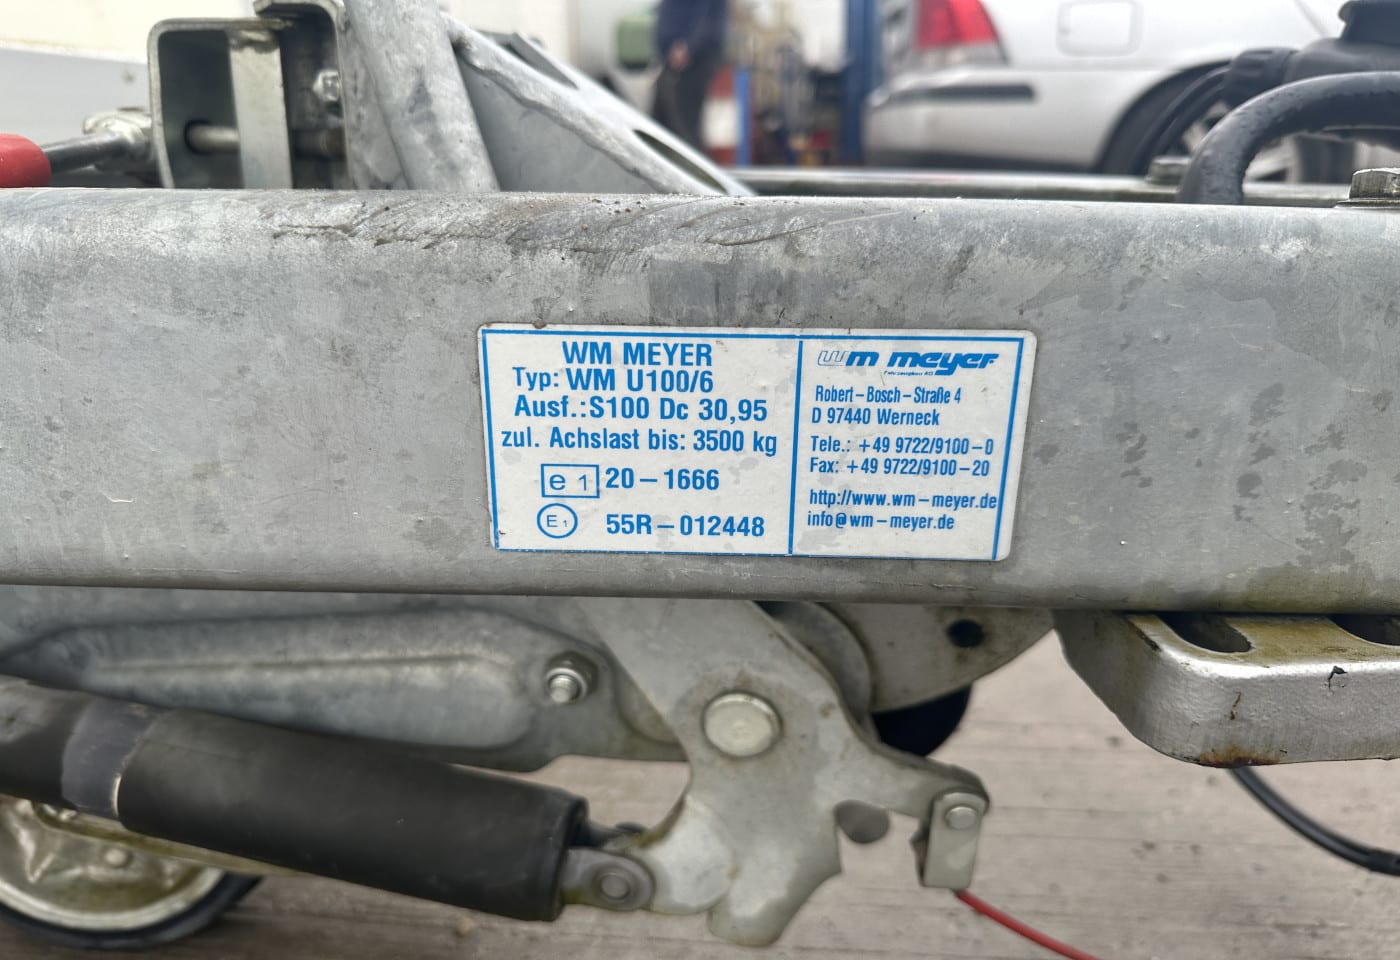 WM MEYER
Typ: WM U100/6
Ausf.: S100 Dc 30,95
zul. Achslast bis: 3500 kg
e 1 20-1666
E1 55R-012448
wm meyer
Fahrzeugbau AG
Robert-Bosch-Straße 4
D 97440 Werneck
Tele.: +49 9722/9100-0
Fax: +49 9722/9100-20
http://www.wm-meyer.de
info@wm-meyer.de